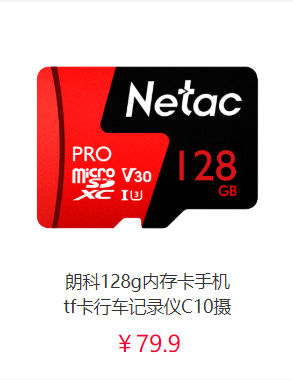 Netac
PRO
128
GB
micro
SD
XC
V30
I U3
朗科128g内存卡手机
tf卡行车记录仪C10摄
￥79.9